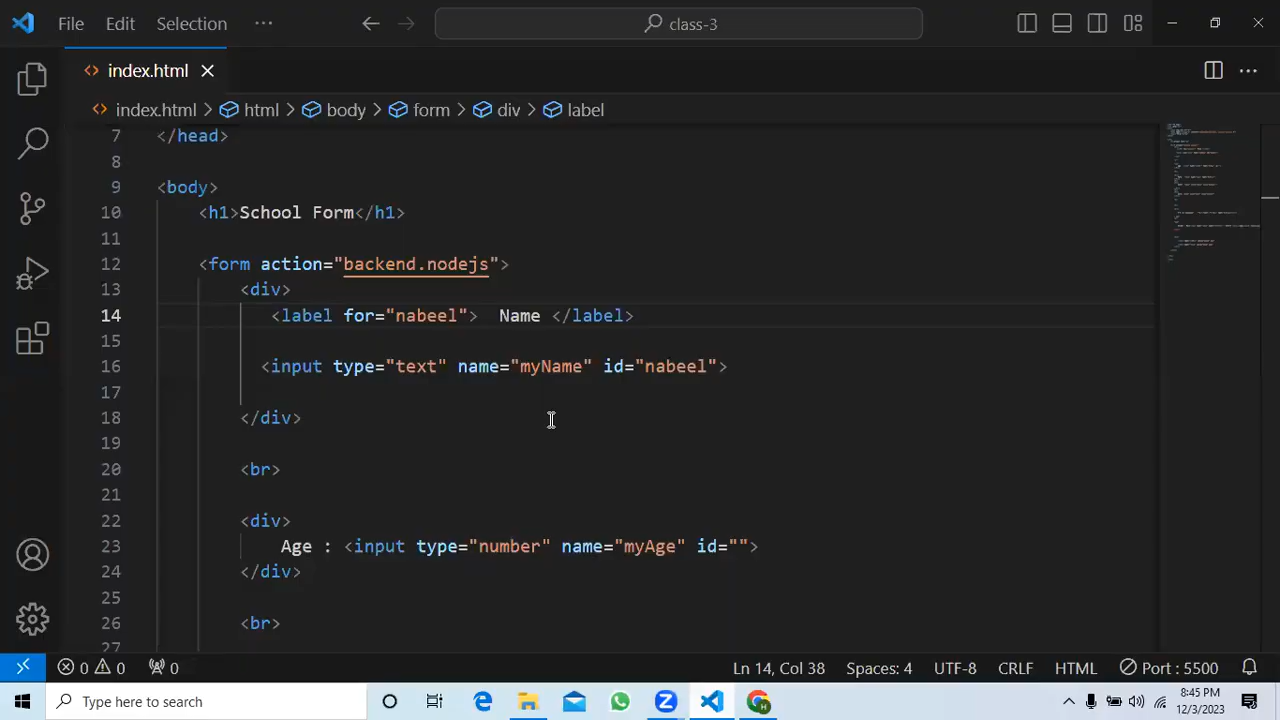 File Edit Selection ··· class-3
index.html
index.html > html > body > form > div > label
7 </head>
8
9 <body>
10 <h1>School Form</h1>
11
12 <form action="backend.nodejs">
13 <div>
14 <label for="nabeel">  Name </label>
15
16 <input type="text" name="myName" id="nabeel">
17
18 </div>
19
20 <br>
21
22 <div>
23 Age : <input type="number" name="myAge" id="">
24 </div>
25
26 <br>
27
0 0 0 Ln 14, Col 38 Spaces: 4 UTF-8 CRLF HTML Port : 5500
Type here to search
8:45 PM
12/3/2023